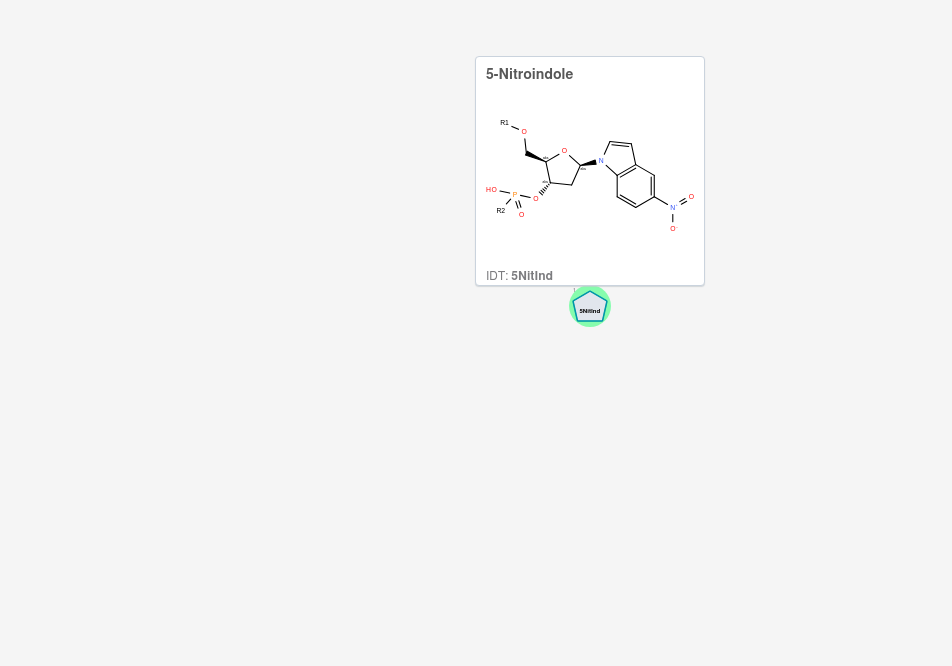 5-Nitroindole
R1
O
O
N
HO
P
O
R2
O
N
O
O
IDT: 5NitInd
5NitInd